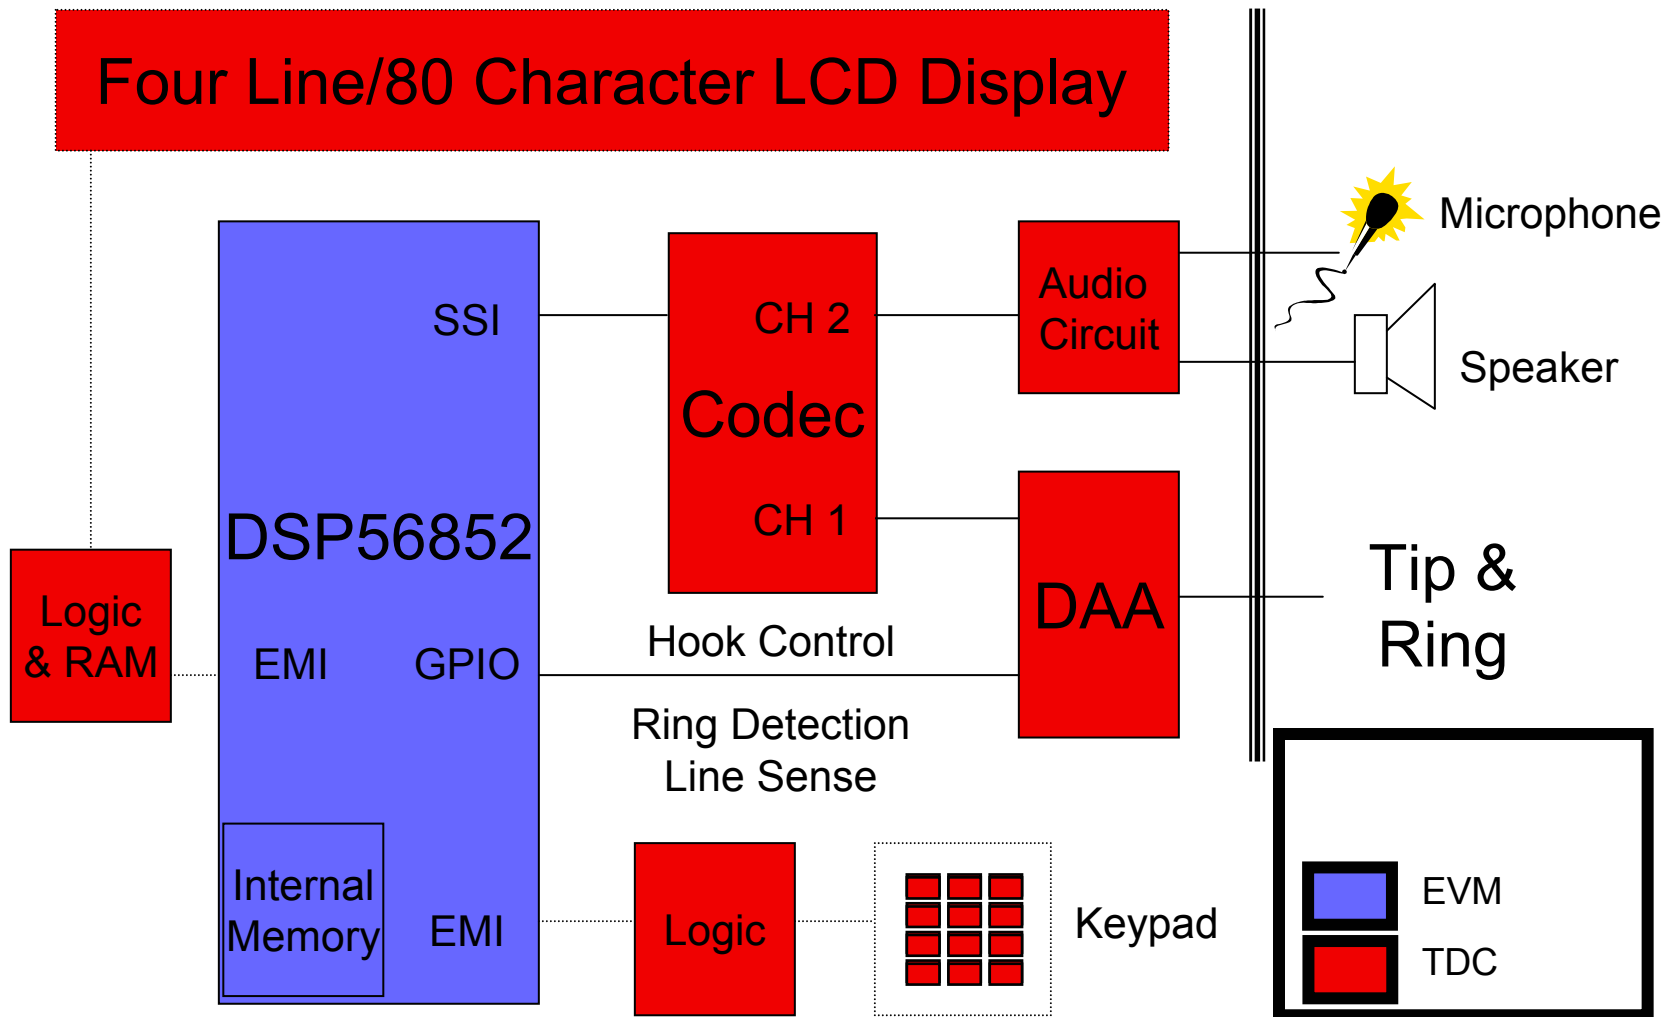 Four Line/80 Character LCD Display
Microphone
SSI
CH 2
Audio
Circuit
Speaker
Codec
CH 1
DSP56852
Tip &
Ring
DAA
Logic
& RAM
EMI
GPIO
Hook Control
Ring Detection
Line Sense
Internal
Memory
EMI
Logic
Keypad
EVM
TDC